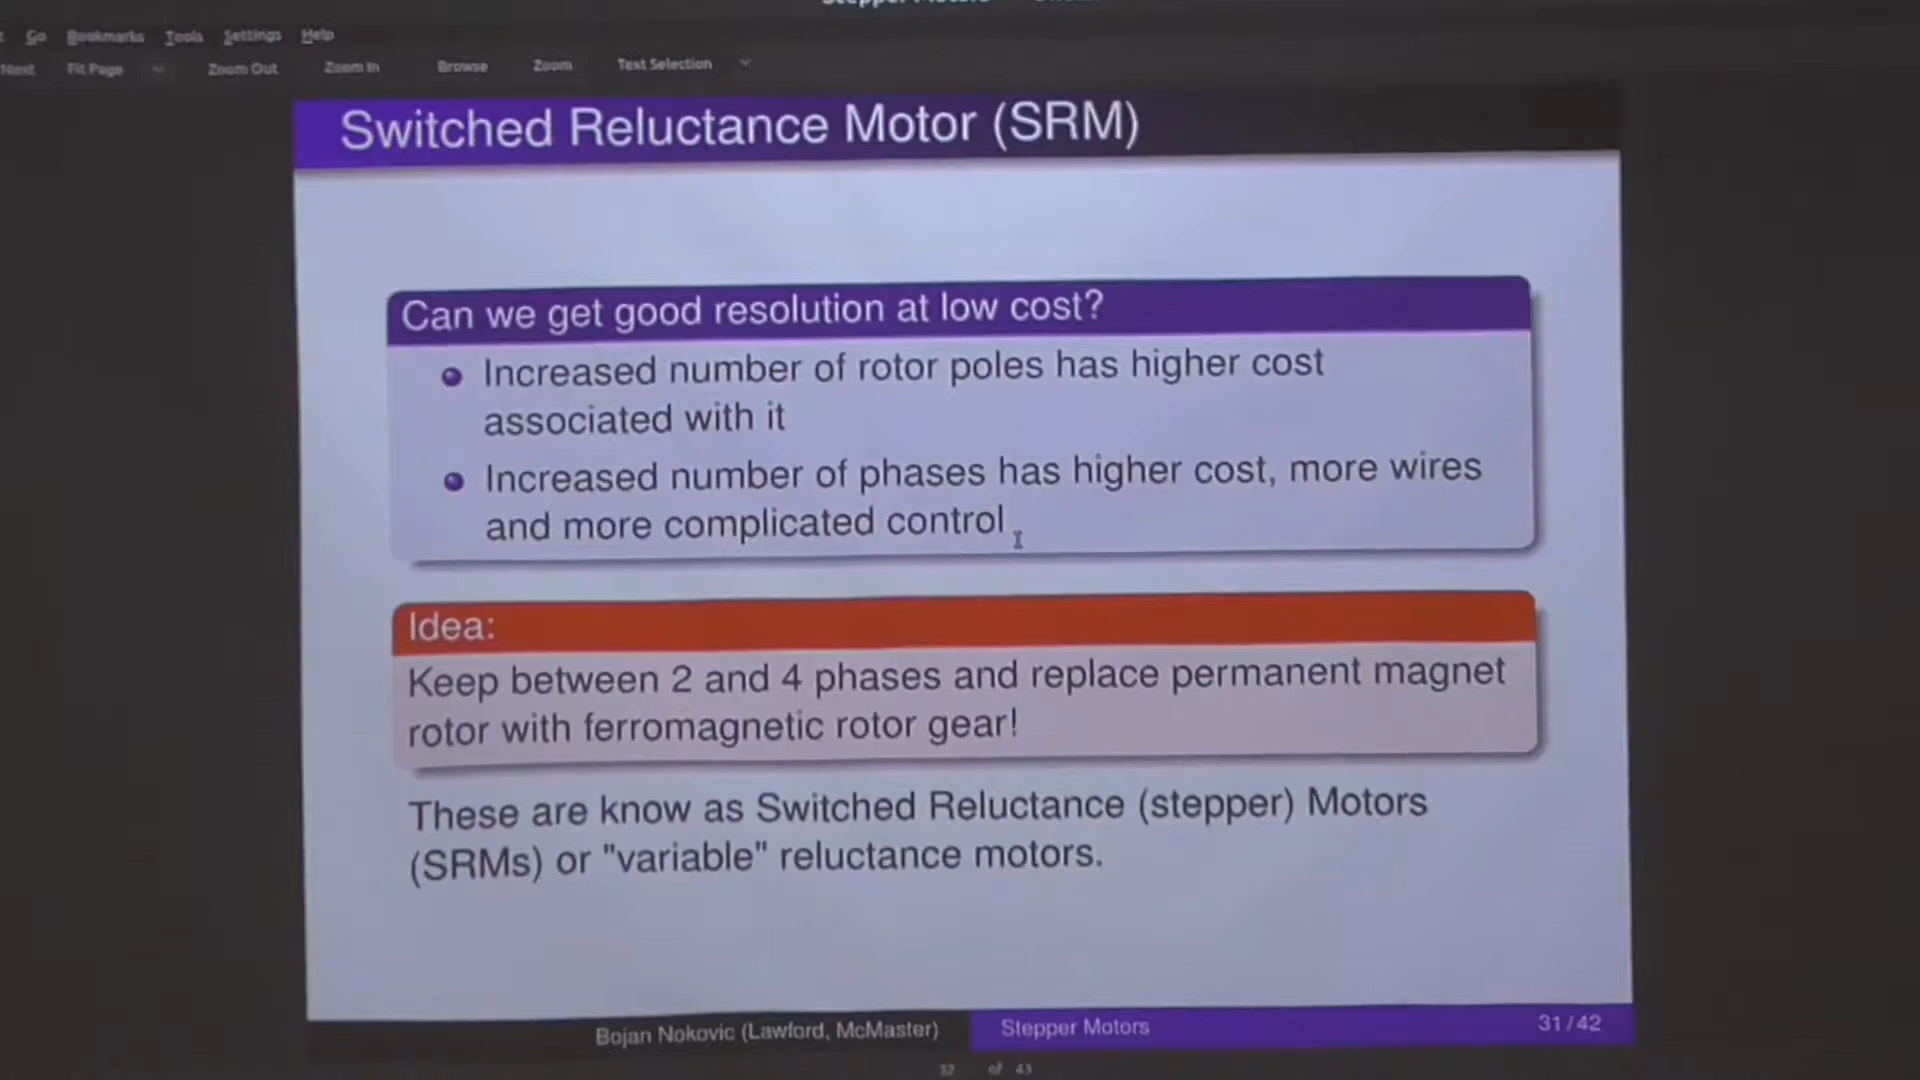 Go Bookmarks Tools Settings Help
Next Fit Page Zoom Out Zoom In Browse Zoom Text Selection
Switched Reluctance Motor (SRM)
Can we get good resolution at low cost?
Increased number of rotor poles has higher cost
associated with it
Increased number of phases has higher cost, more wires
and more complicated control
Idea:
Keep between 2 and 4 phases and replace permanent magnet
rotor with ferromagnetic rotor gear!
These are know as Switched Reluctance (stepper) Motors
(SRMs) or "variable" reluctance motors.
Bojan Nokovic (Lawford, McMaster) Stepper Motors 31/42
32 of 43